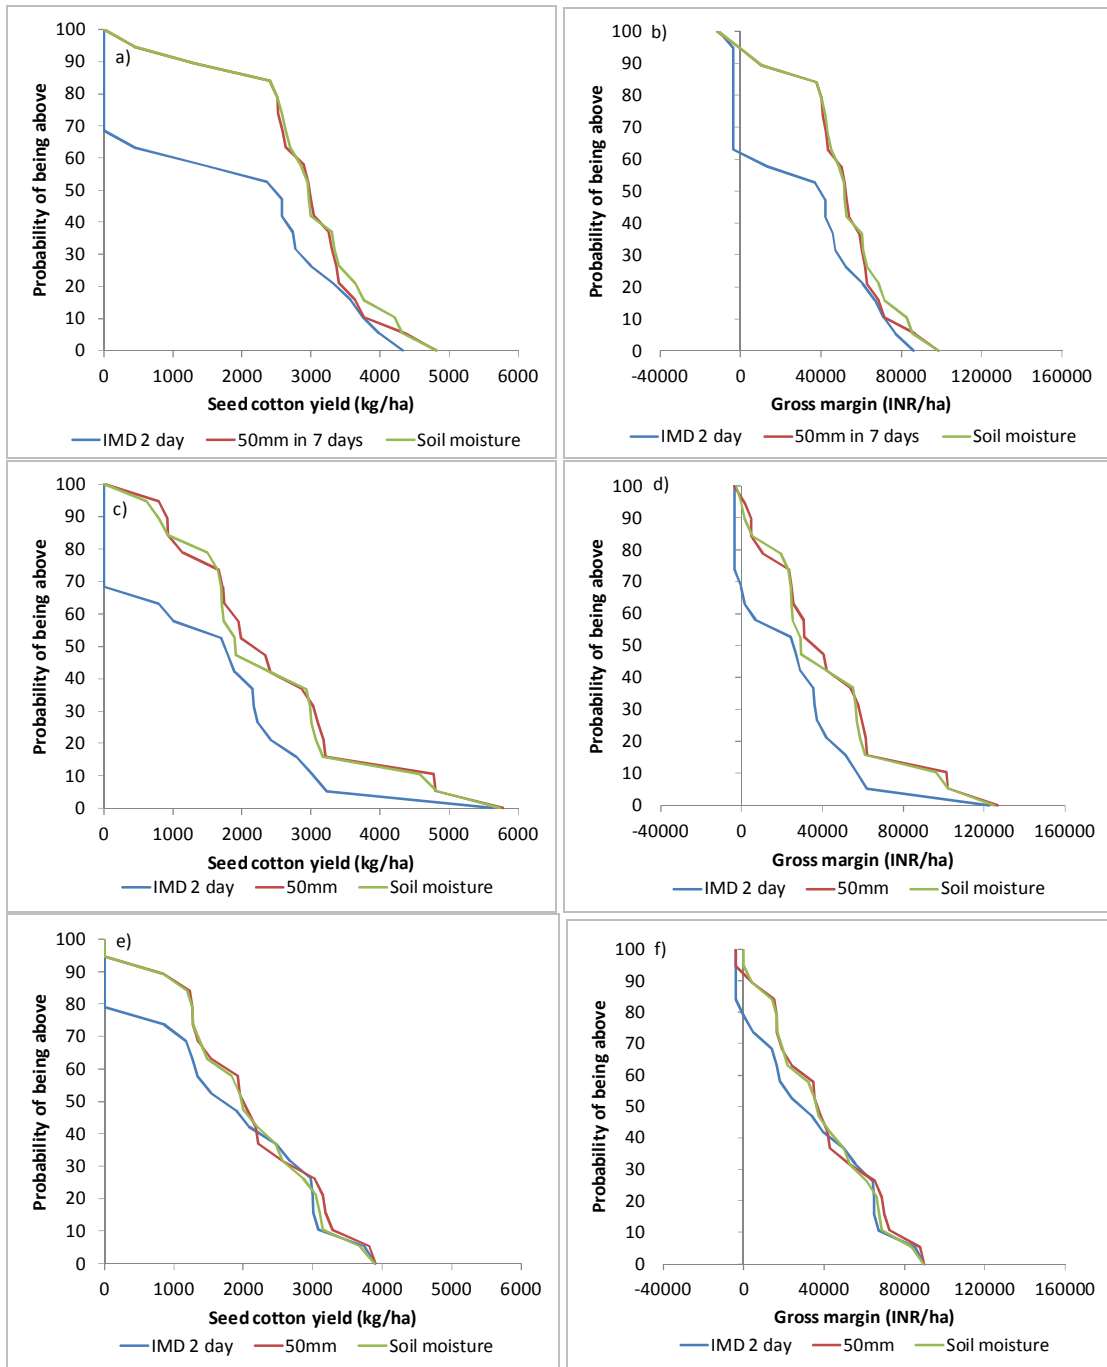 a)
Probability of being above
100
90
80
70
60
50
40
30
20
10
0
0 1000 2000 3000 4000 5000 6000
Seed cotton yield (kg/ha)
IMD 2 day 50mm in 7 days Soil moisture
b)
Probability of being above
100
90
80
70
60
50
40
30
20
10
0
-40000 0 40000 80000 120000 160000
Gross margin (INR/ha)
IMD 2 day 50mm in 7 days Soil moisture
c)
Probability of being above
100
90
80
70
60
50
40
30
20
10
0
0 1000 2000 3000 4000 5000 6000
Seed cotton yield (kg/ha)
IMD 2 day 50mm Soil moisture
d)
Probability of being above
100
90
80
70
60
50
40
30
20
10
0
-40000 0 40000 80000 120000 160000
Gross margin (INR/ha)
IMD 2 day 50mm Soil moisture
e)
Probability of being above
100
90
80
70
60
50
40
30
20
10
0
0 1000 2000 3000 4000 5000 6000
Seed cotton yield (kg/ha)
IMD 2 day 50mm Soil moisture
f)
Probability of being above
100
90
80
70
60
50
40
30
20
10
0
-40000 0 40000 80000 120000 160000
Gross margin (INR/ha)
IMD 2 day 50mm Soil moisture